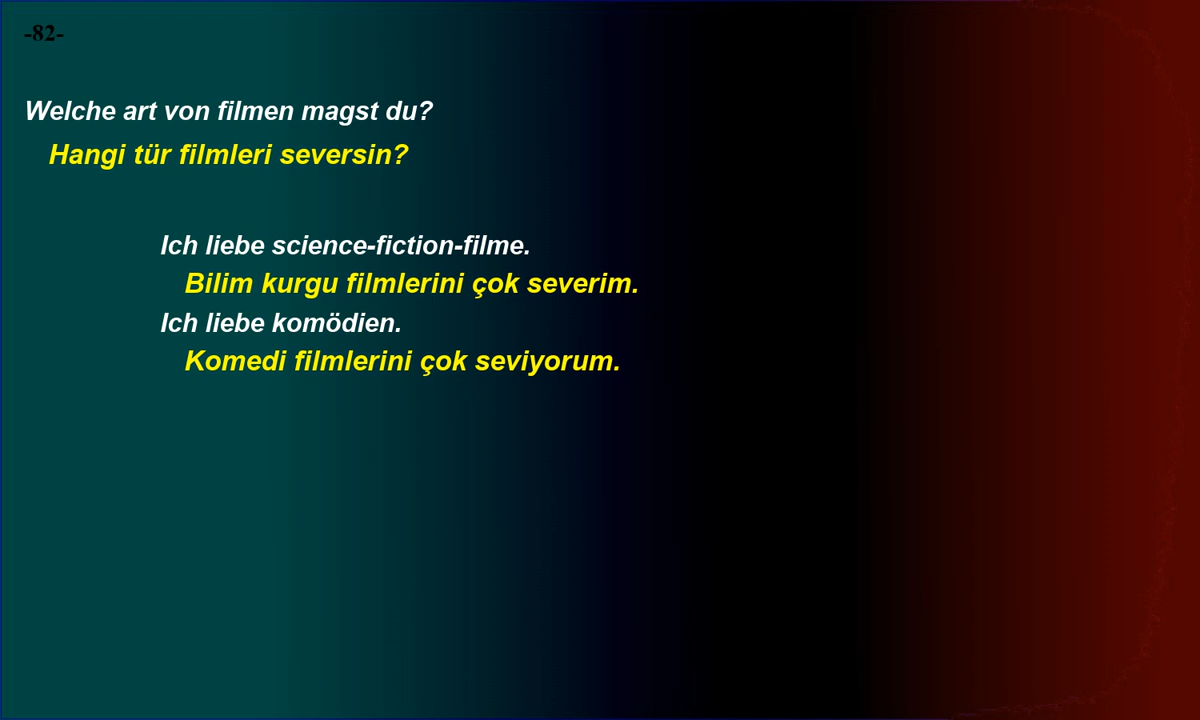 -82-
Welche art von filmen magst du?
Hangi tür filmleri seversin?
Ich liebe science-fiction-filme.
Bilim kurgu filmlerini çok severim.
Ich liebe komödien.
Komedi filmlerini çok seviyorum.